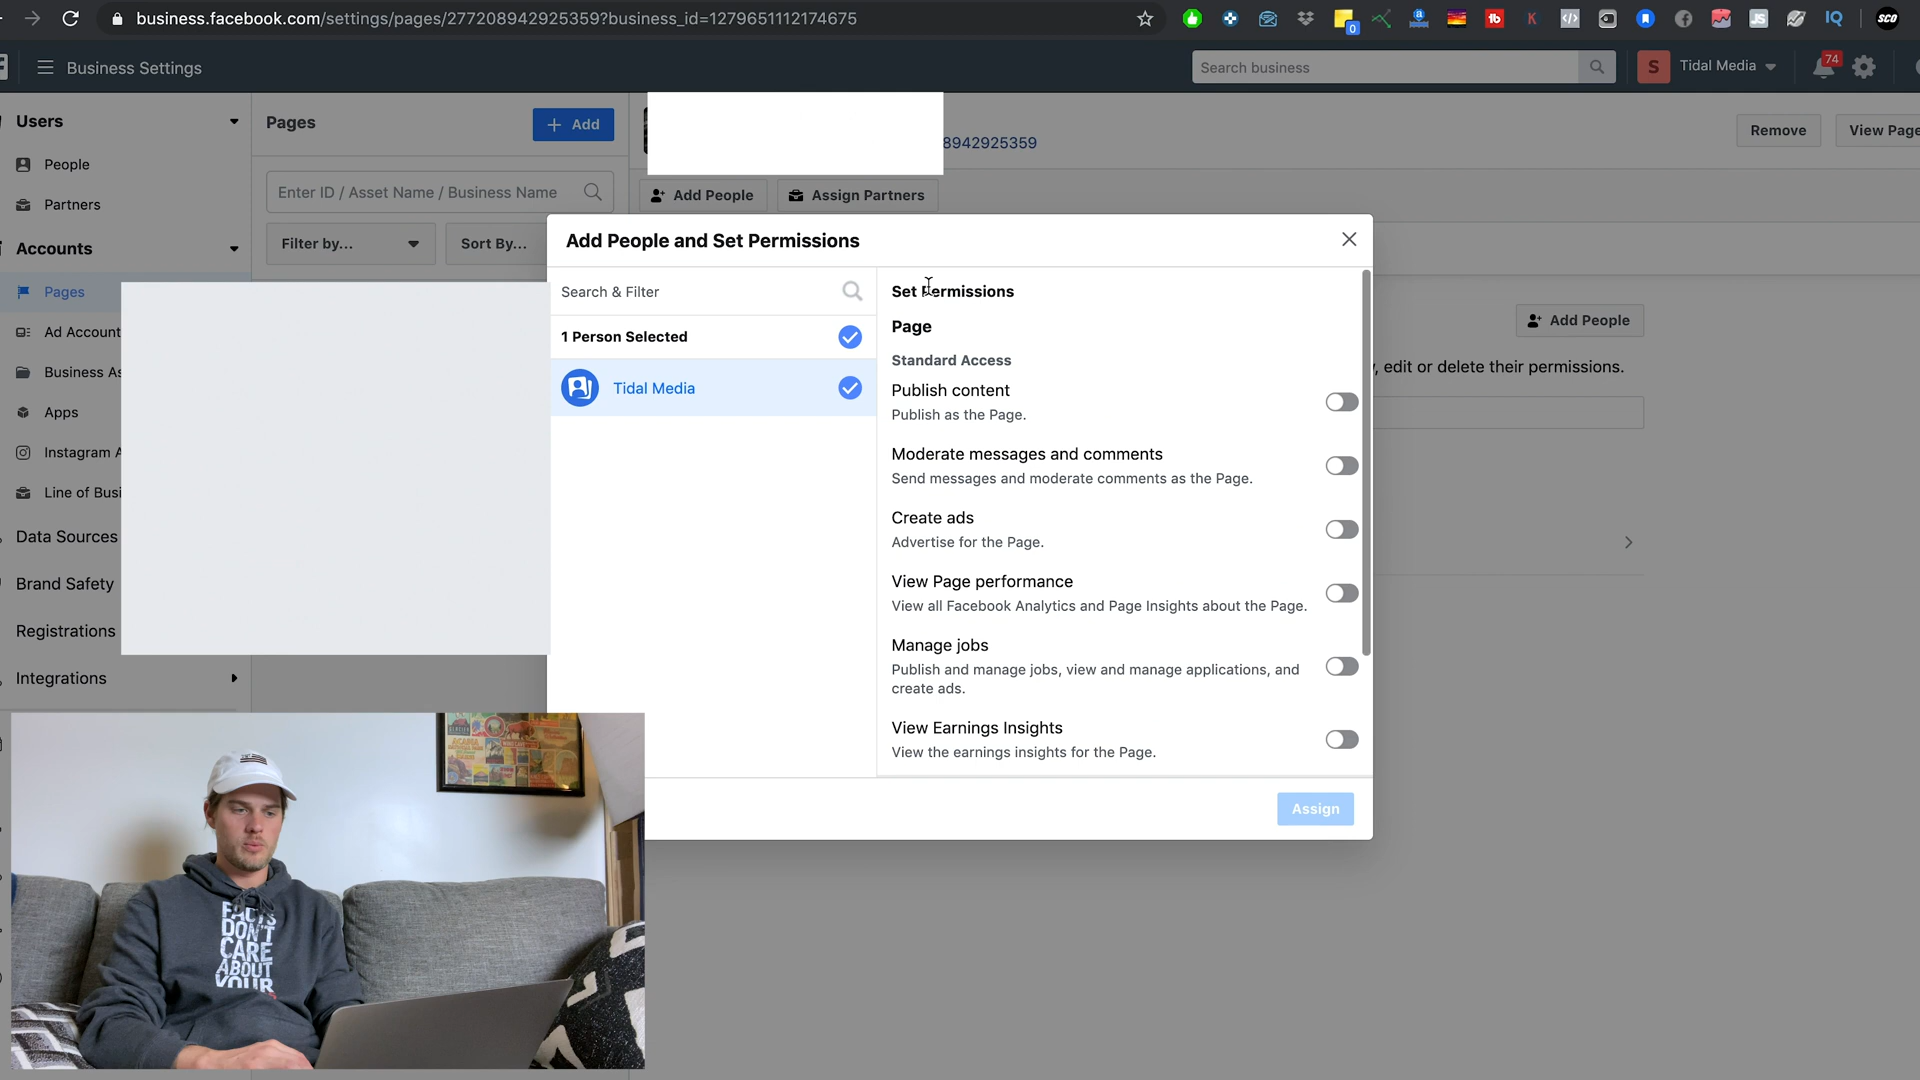 business.facebook.com/settings/pages/277208942925359?business_id=1279651112174675
0
a
tb
K
JS
IQ
SCO
Business Settings
Search business
S
Tidal Media
74
Users
People
Partners
Accounts
Pages
Ad Account
Business As
Apps
Instagram A
Line of Busi
Data Sources
Brand Safety
Registrations
Integrations
Pages
+ Add
Enter ID / Asset Name / Business Name
Filter by...
Sort By...
8942925359
Remove
View Page
Add People
Assign Partners
Add People
, edit or delete their permissions.
Add People and Set Permissions
Search & Filter
1 Person Selected
Tidal Media
Set Permissions
Page
Standard Access
Publish content
Publish as the Page.
Moderate messages and comments
Send messages and moderate comments as the Page.
Create ads
Advertise for the Page.
View Page performance
View all Facebook Analytics and Page Insights about the Page.
Manage jobs
Publish and manage jobs, view and manage applications, and
create ads.
View Earnings Insights
View the earnings insights for the Page.
Assign
FACTS
DON'T
CARE
ABOUT
YOUR